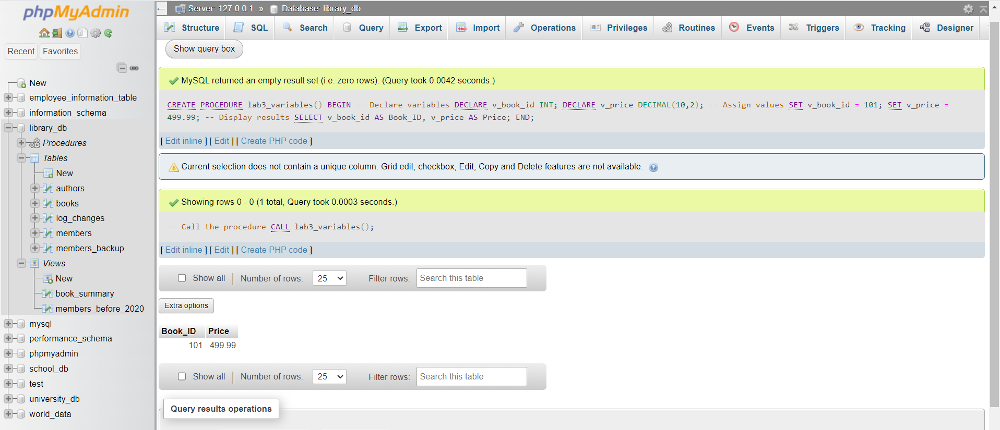 phpMyAdmin
Recent Favorites
New
employee_information_table
information_schema
library_db
Procedures
Tables
New
authors
books
log_changes
members
members_backup
Views
New
book_summary
members_before_2020
mysql
performance_schema
phpmyadmin
school_db
test
university_db
world_data
Server: 127.0.0.1 » Database: library_db
Structure SQL Search Query Export Import Operations Privileges Routines Events Triggers Tracking Designer
Show query box
MySQL returned an empty result set (i.e. zero rows). (Query took 0.0042 seconds.)
CREATE PROCEDURE lab3_variables() BEGIN -- Declare variables DECLARE v_book_id INT; DECLARE v_price DECIMAL(10,2); -- Assign values SET v_book_id = 101; SET v_price =
499.99; -- Display results SELECT v_book_id AS Book_ID, v_price AS Price; END;
[ Edit inline ] [ Edit ] [ Create PHP code ]
Current selection does not contain a unique column. Grid edit, checkbox, Edit, Copy and Delete features are not available.
Showing rows 0 - 0 (1 total, Query took 0.0003 seconds.)
-- Call the procedure CALL lab3_variables();
[ Edit inline ] [ Edit ] [ Create PHP code ]
Show all | Number of rows: 25 Filter rows: Search this table
Extra options
Book_ID Price
101 499.99
Show all | Number of rows: 25 Filter rows: Search this table
Query results operations